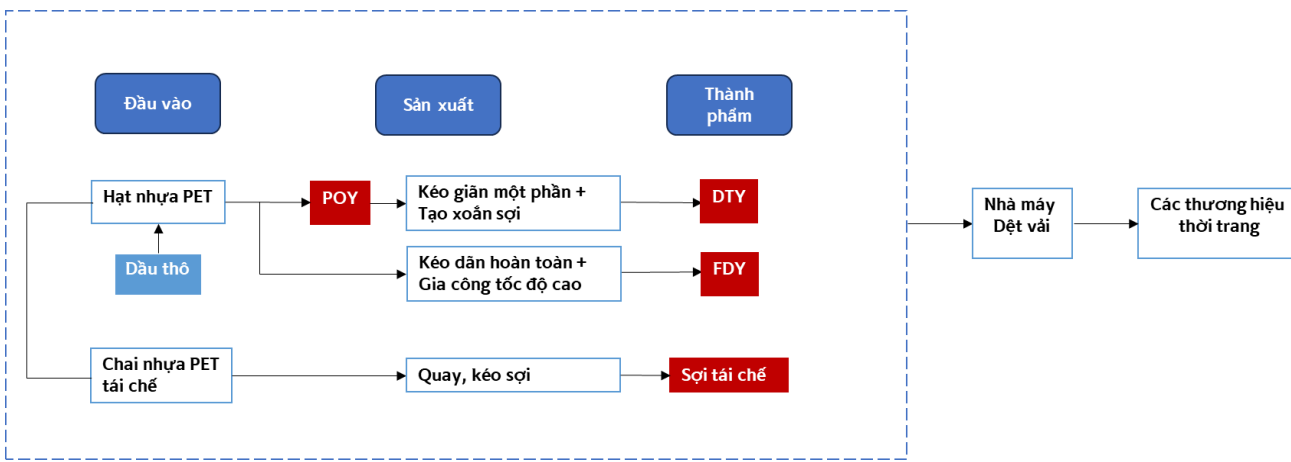 Đầu vào
Sản xuất
Thành
phẩm
Hạt nhựa PET
POY
Kéo giãn một phần +
Tạo xoắn sợi
DTY
Dầu thô
Kéo dãn hoàn toàn +
Gia công tốc độ cao
FDY
Chai nhựa PET
tái chế
Quay, kéo sợi
Sợi tái chế
Nhà máy
Dệt vải
Các thương hiệu
thời trang